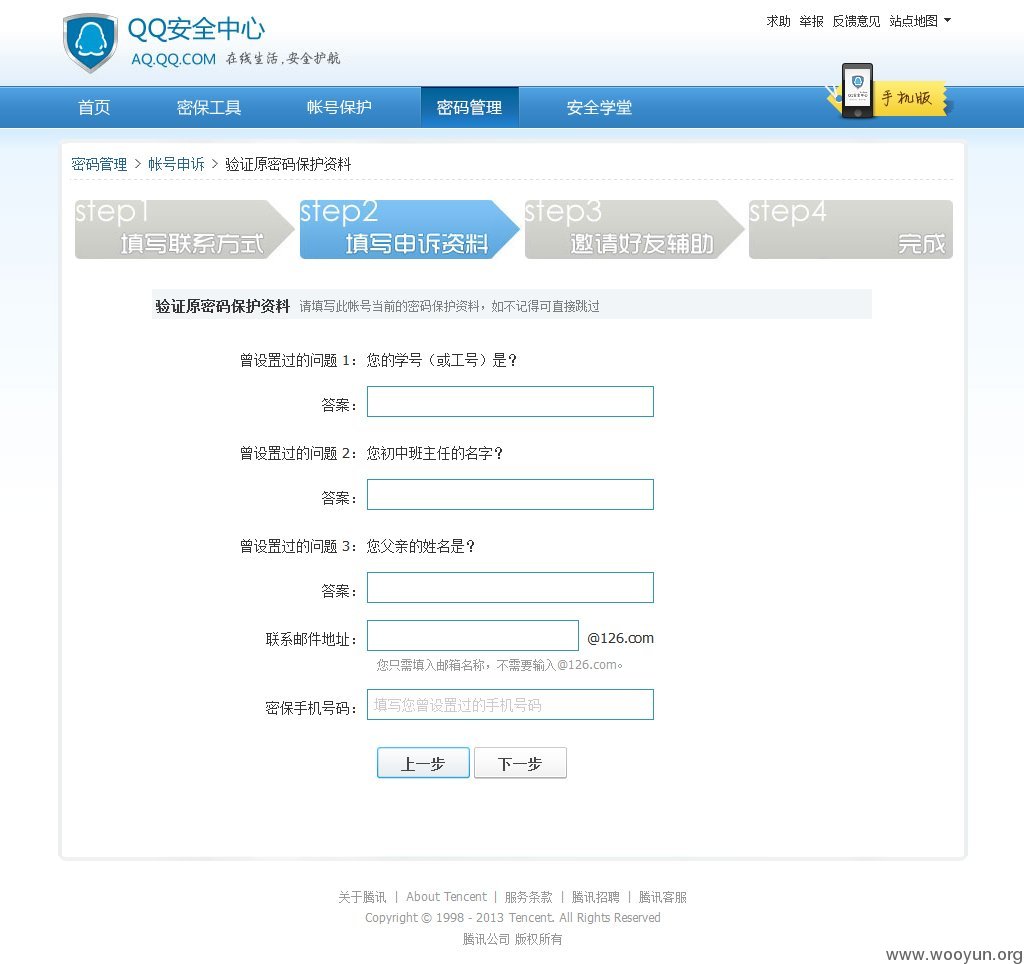 QQ安全中心
AQ.QQ.COM 在线生活,安全护航
求助 举报 反馈意见 站点地图
首页 密保工具 帐号保护 密码管理 安全学堂 手机版
密码管理 > 帐号申诉 > 验证原密码保护资料
step1 step2 step3 step4
填写联系方式 填写申诉资料 邀请好友辅助 完成
验证原密码保护资料 请填写此帐号当前的密码保护资料，如不记得可直接跳过
曾设置过的问题 1： 您的学号（或工号）是？
答案：
曾设置过的问题 2： 您初中班主任的名字？
答案：
曾设置过的问题 3： 您父亲的姓名是？
答案：
联系邮件地址： @126.com
您只需填入邮箱名称，不需要输入@126.com。
密保手机号码： 填写您曾设置过的手机号码
上一步 下一步
关于腾讯 | About Tencent | 服务条款 | 腾讯招聘 | 腾讯客服
Copyright © 1998 - 2013 Tencent. All Rights Reserved
腾讯公司 版权所有
www.wooyun.org